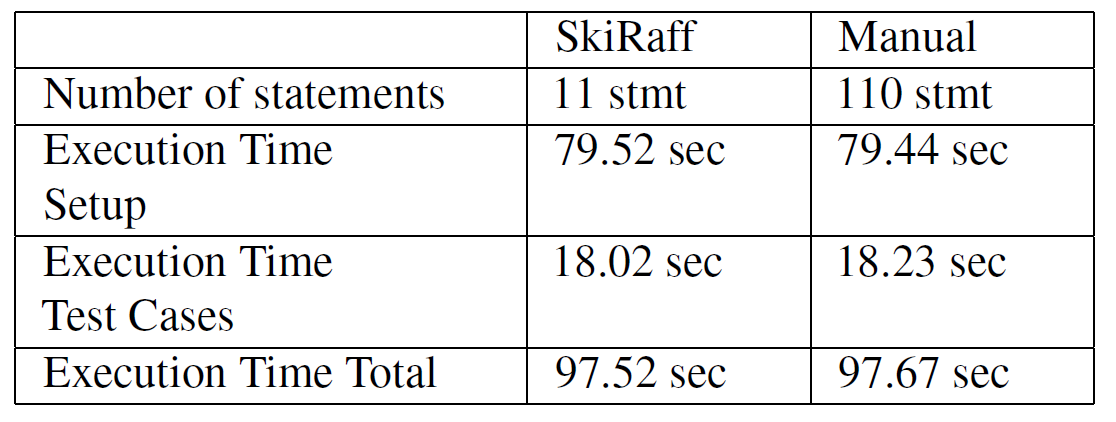 SkiRaff Manual
Number of statements 11 stmt 110 stmt
Execution Time 79.52 sec 79.44 sec
Setup
Execution Time 18.02 sec 18.23 sec
Test Cases
Execution Time Total 97.52 sec 97.67 sec